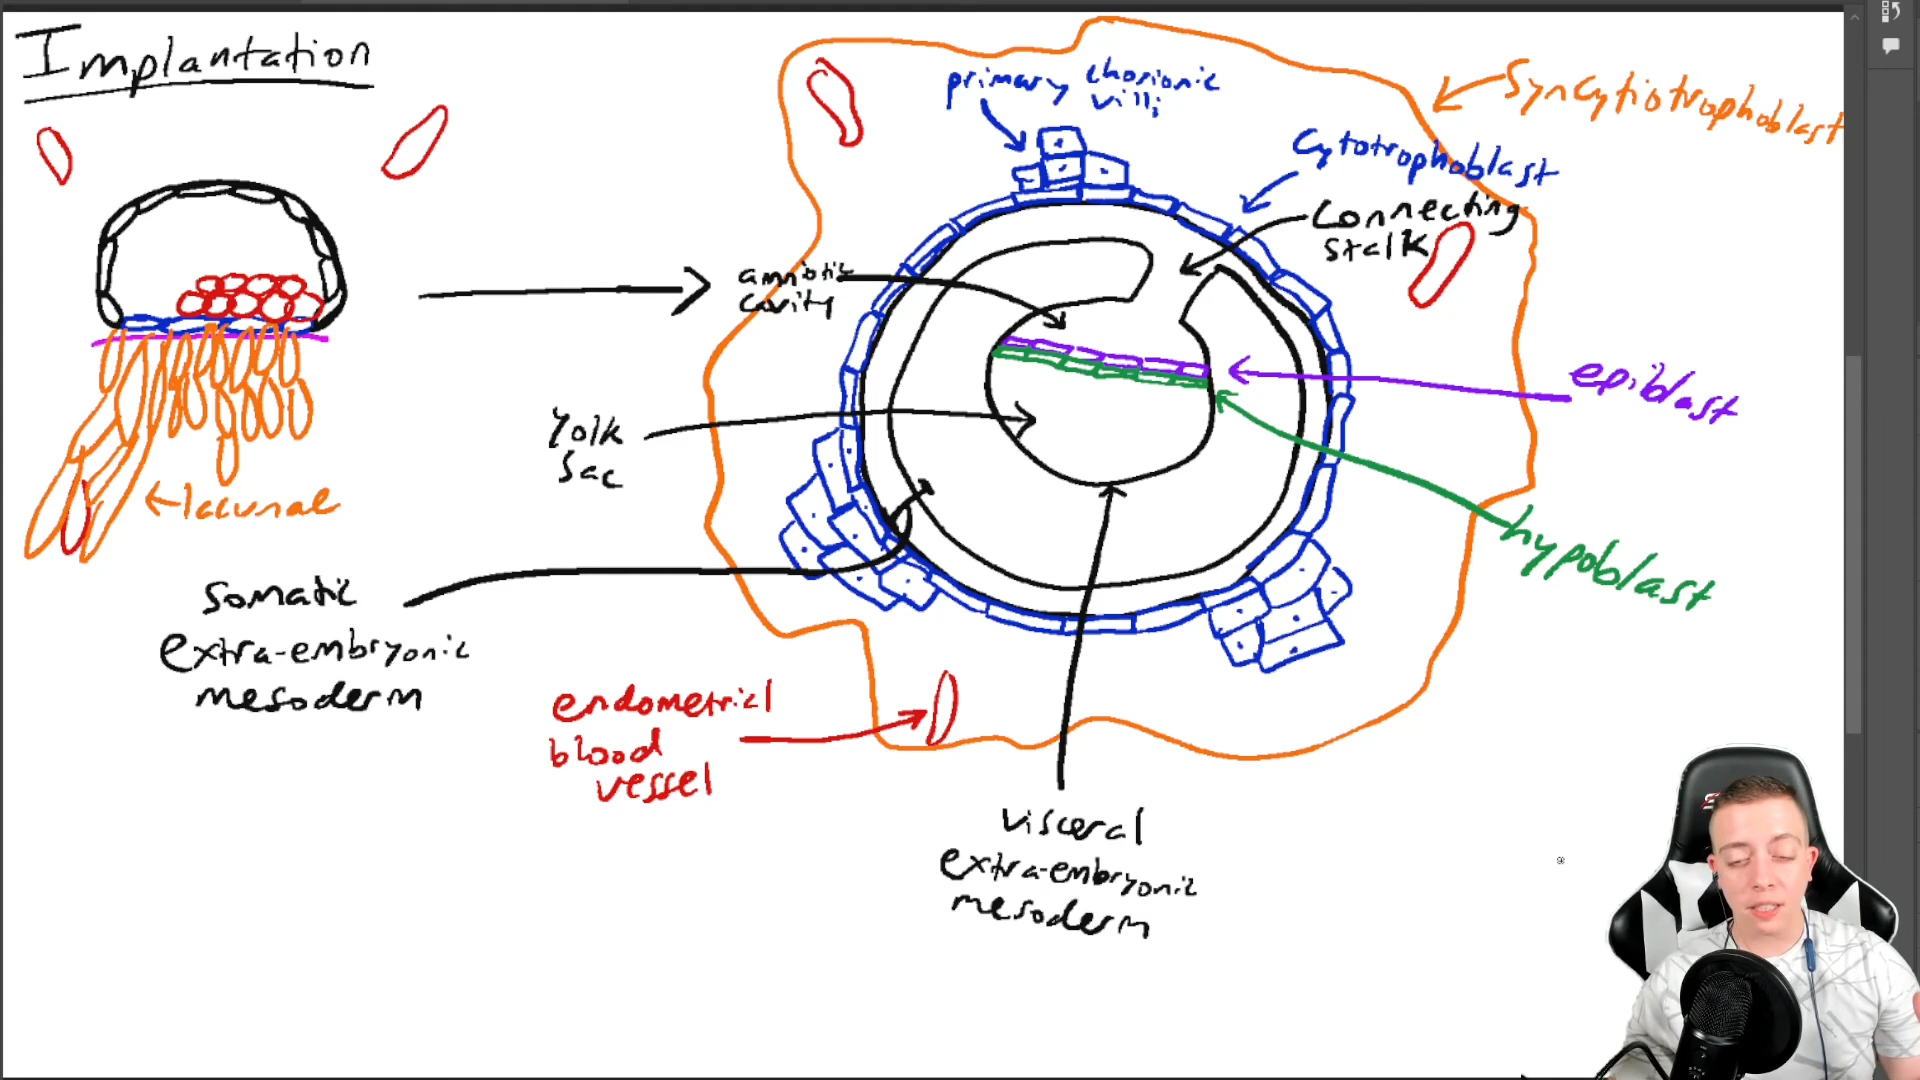 Implantation
primary chorionic
villi
Syncytiotrophoblast
Cytotrophoblast
Connecting
stalk
amniotic
cavity
epiblast
yolk
sac
lacunae
hypoblast
somatic
extra-embryonic
mesoderm
endometrial
blood
vessel
visceral
extra-embryonic
mesoderm